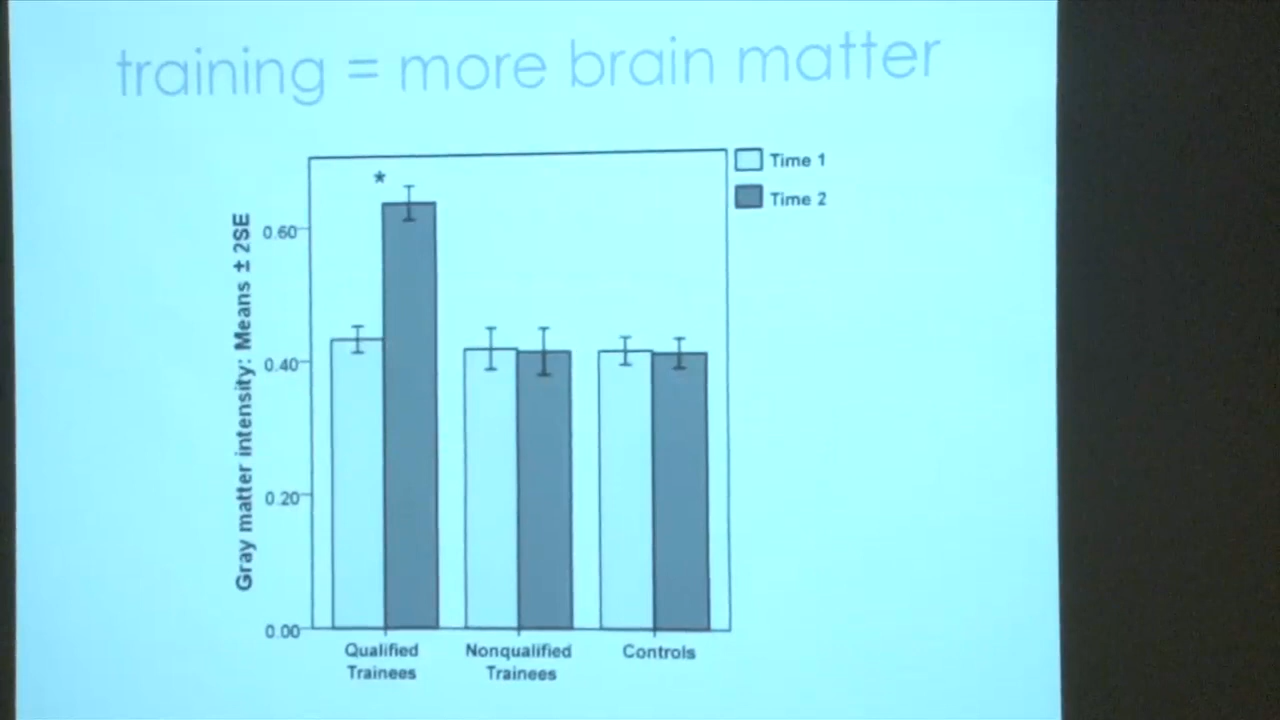 training = more brain matter
Time 1
Time 2
*
Gray matter intensity: Means ± 2SE
0.60
0.40
0.20
0.00
Qualified
Trainees
Nonqualified
Trainees
Controls